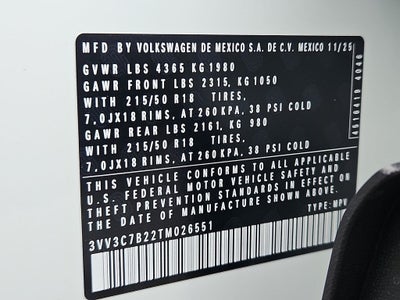 MFD BY VOLKSWAGEN DE MEXICO S.A. DE C.V. MEXICO 11/25
GVWR LBS 4365 KG 1980
GAWR FRONT LBS 2315, KG 1050
WITH 215/50 R18 TIRES,
7,0JX18 RIMS, AT 260 KPA, 38 PSI COLD
GAWR REAR LBS 2161, KG 980
WITH 215/50 R18 TIRES,
7,0JX18 RIMS, AT 260KPA, 38 PSI COLD
THIS VEHICLE CONFORMS TO ALL APPLICABLE
U.S. FEDERAL MOTOR VEHICLE SAFETY AND
THEFT PREVENTION STANDARDS IN EFFECT ON
THE DATE OF MANUFACTURE SHOWN ABOVE.
3VV3C7B22TM026551 TYPE: MPV
4616410 4046